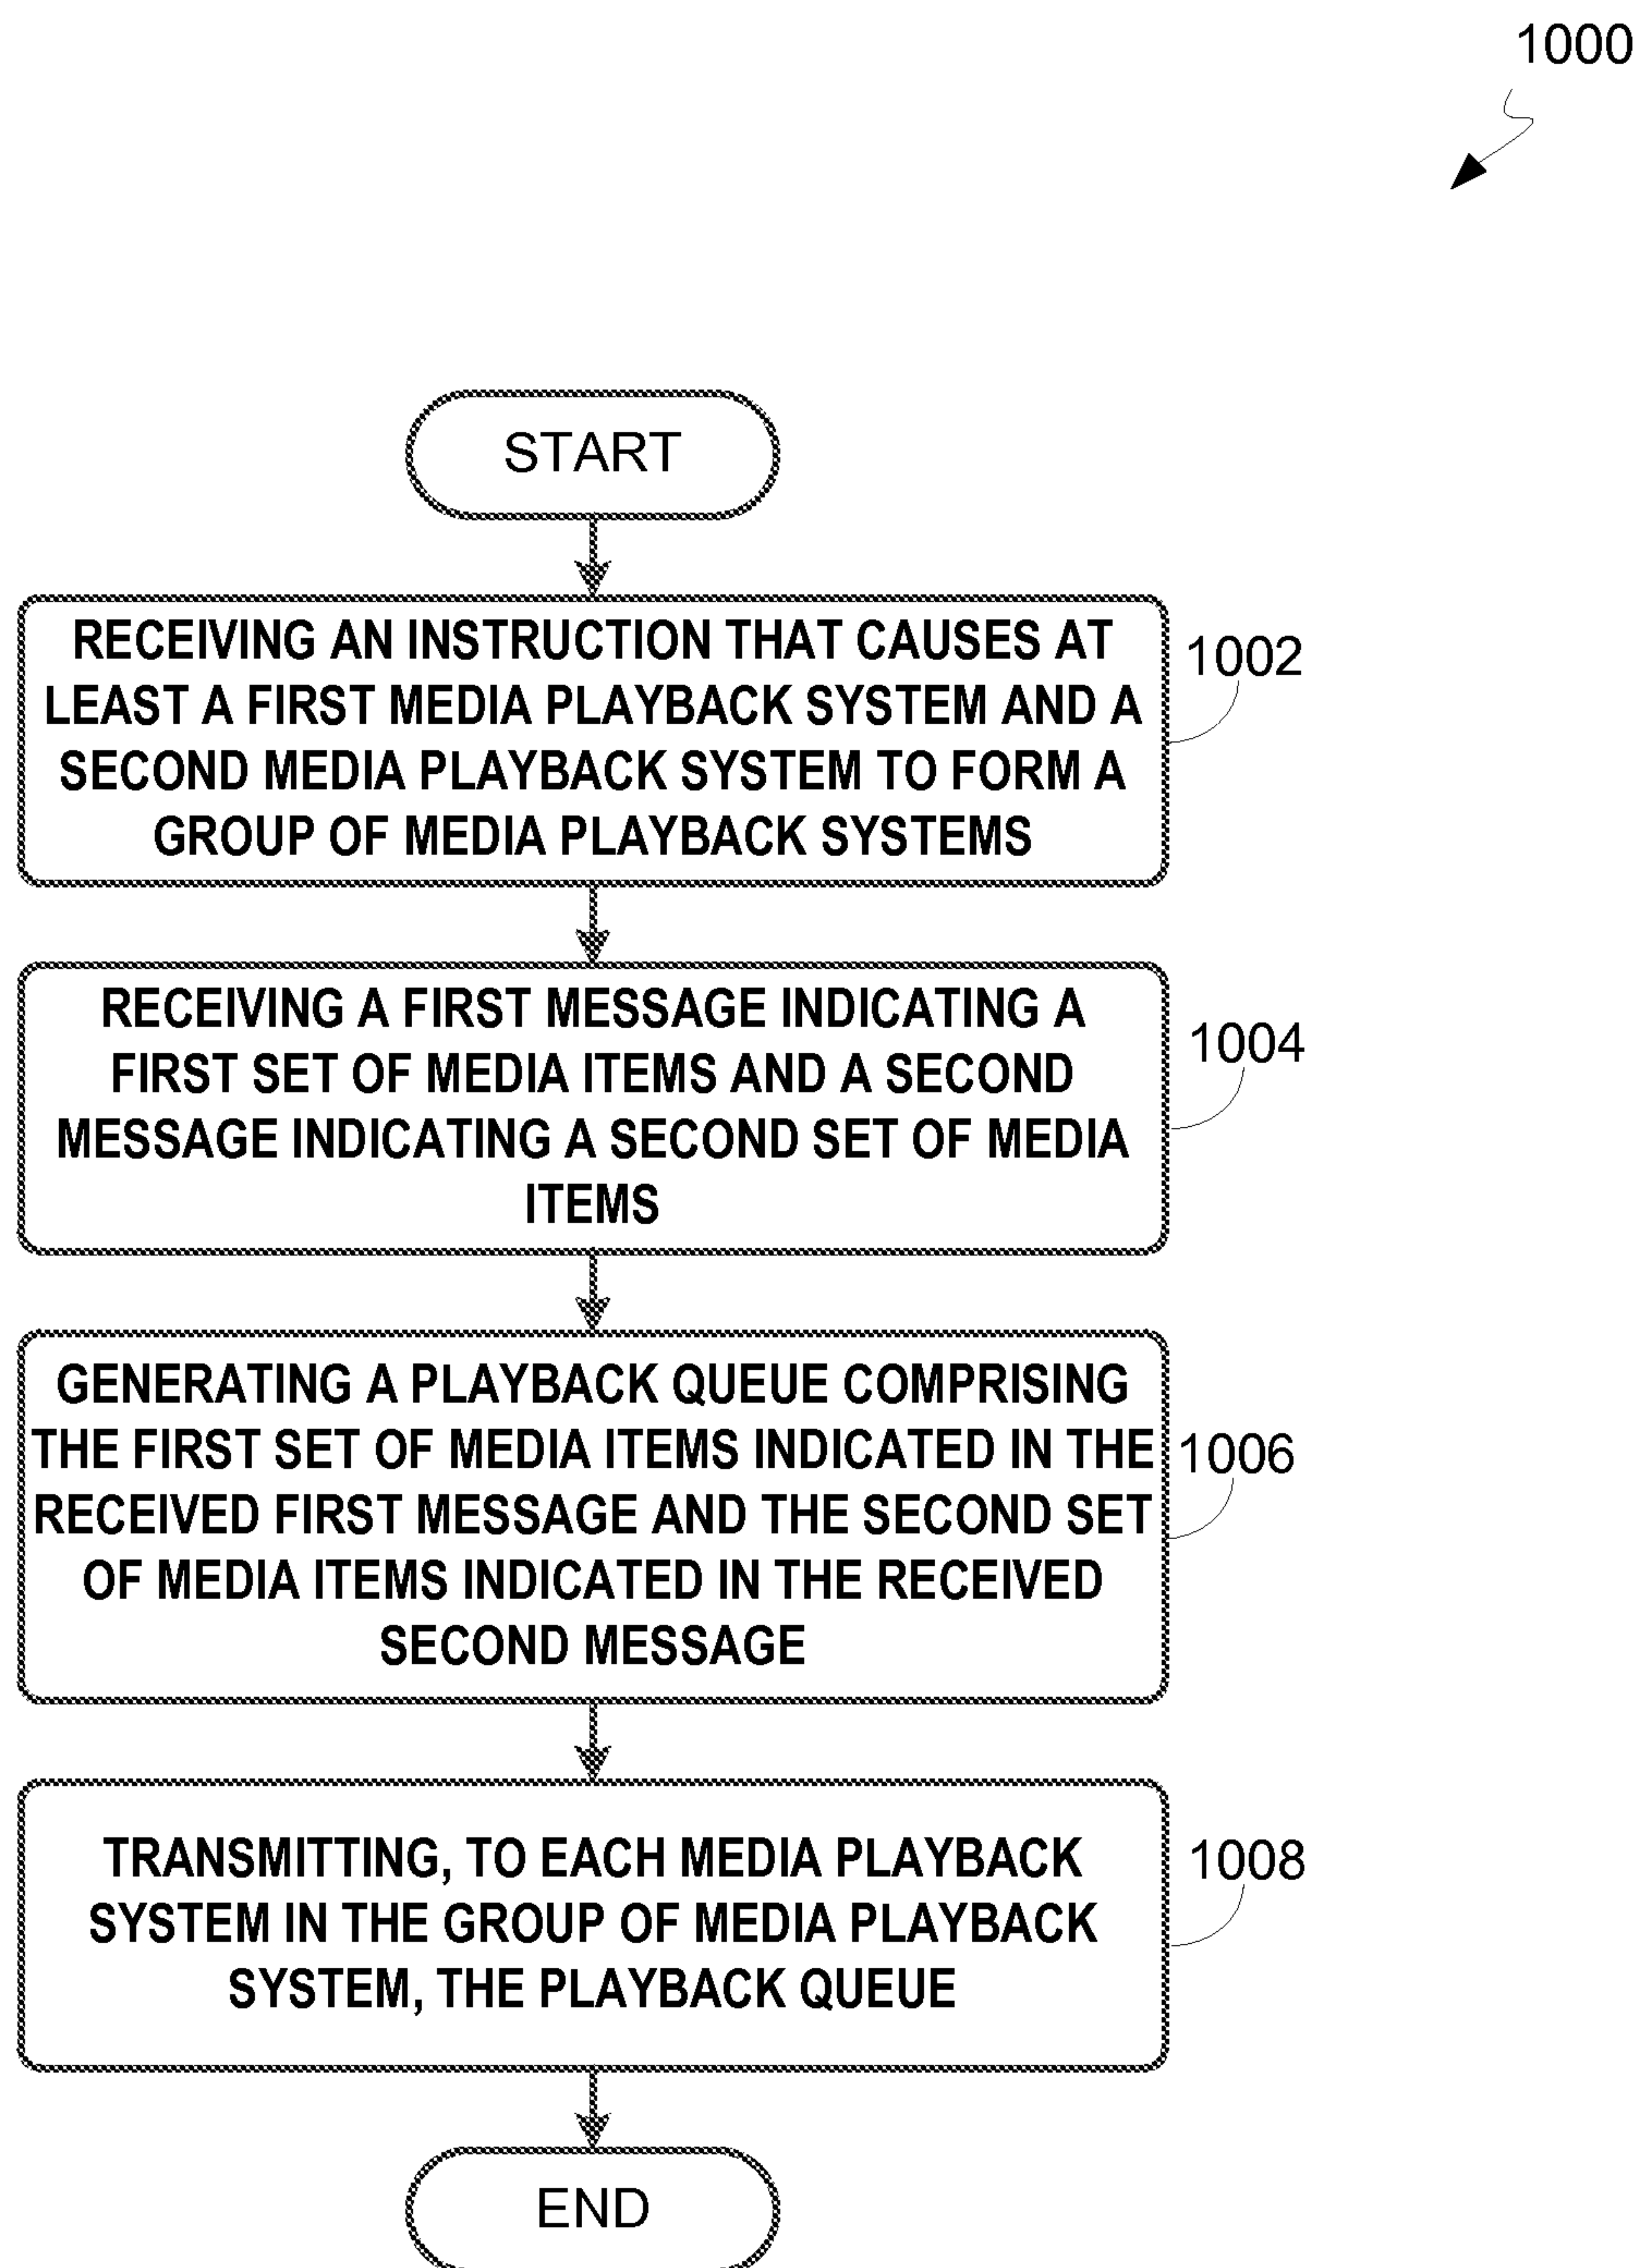 1000
START
RECEIVING AN INSTRUCTION THAT CAUSES AT
LEAST A FIRST MEDIA PLAYBACK SYSTEM AND A
SECOND MEDIA PLAYBACK SYSTEM TO FORM A
GROUP OF MEDIA PLAYBACK SYSTEMS
1002
RECEIVING A FIRST MESSAGE INDICATING A
FIRST SET OF MEDIA ITEMS AND A SECOND
MESSAGE INDICATING A SECOND SET OF MEDIA
ITEMS
1004
GENERATING A PLAYBACK QUEUE COMPRISING
THE FIRST SET OF MEDIA ITEMS INDICATED IN THE
RECEIVED FIRST MESSAGE AND THE SECOND SET
OF MEDIA ITEMS INDICATED IN THE RECEIVED
SECOND MESSAGE
1006
TRANSMITTING, TO EACH MEDIA PLAYBACK
SYSTEM IN THE GROUP OF MEDIA PLAYBACK
SYSTEM, THE PLAYBACK QUEUE
1008
END